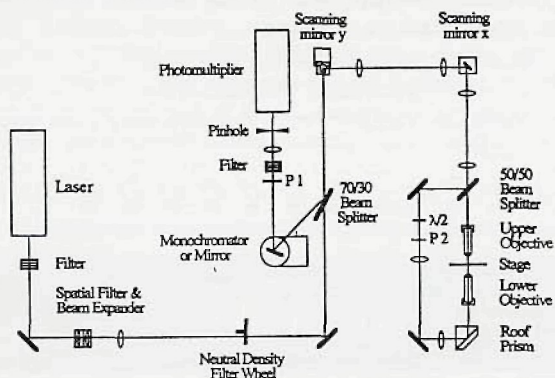 Scanning
mirror y
Scanning
mirror x
Photomultiplier
Pinhole
Filter
P 1
Laser
70/30
Beam
Splitter
50/50
Beam
Splitter
λ/2
P 2
Upper
Objective
Monochromator
or Mirror
Filter
Stage
Spatial Filter &
Beam Expander
Lower
Objective
Neutral Density
Filter Wheel
Roof
Prism